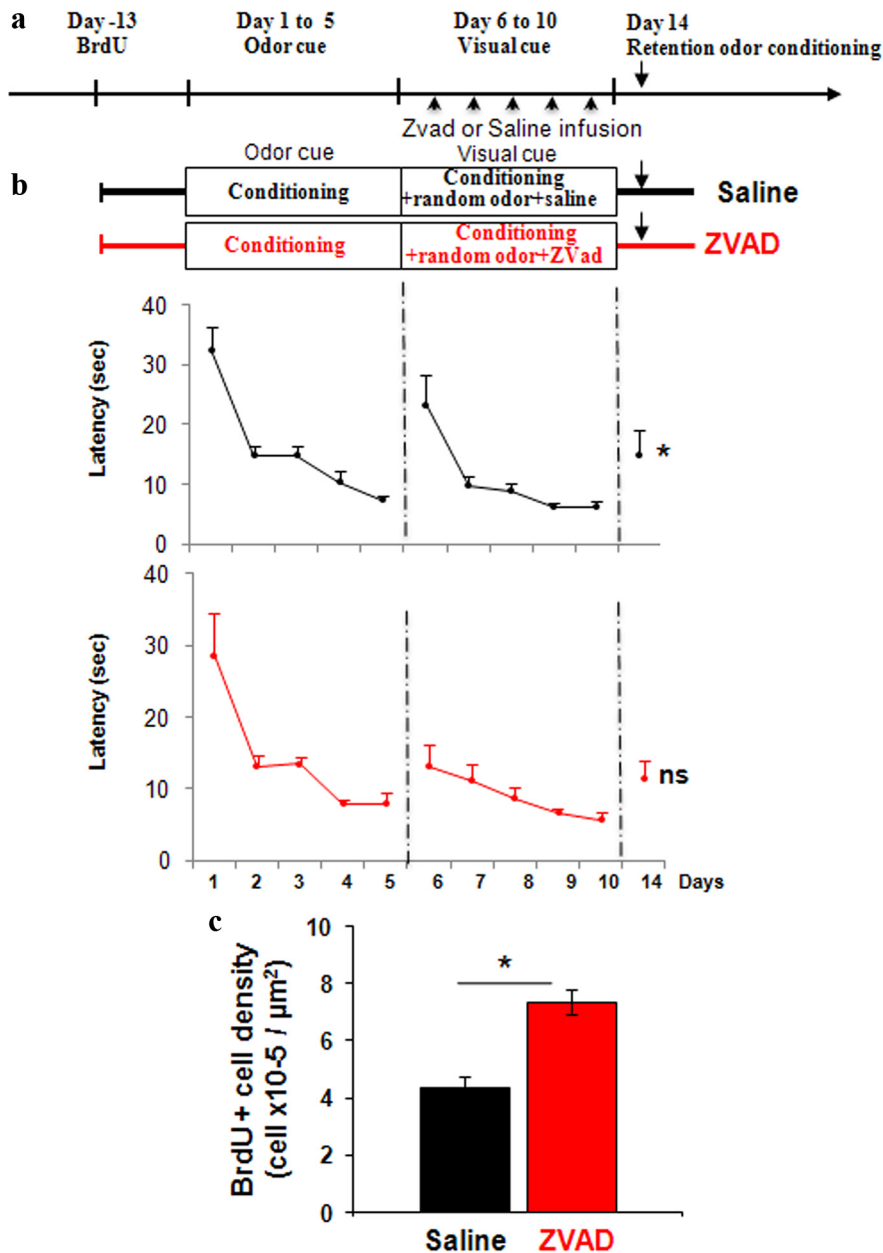 a
Day -13
BrdU
Day 1 to 5
Odor cue
Day 6 to 10
Visual cue
Day 14
Retention odor conditioning
Zvad or Saline infusion
b
Odor cue
Visual cue
Conditioning
Conditioning
+random odor+saline
Saline
Conditioning
Conditioning
+random odor+ZVad
ZVAD
Latency (sec)
40
30
20
10
0
*
Latency (sec)
40
30
20
10
0
ns
1 2 3 4 5 6 7 8 9 10 14 Days
c
BrdU + cell density
(cell x10-5 / µm²)
10
8
6
4
2
0
*
Saline ZVAD